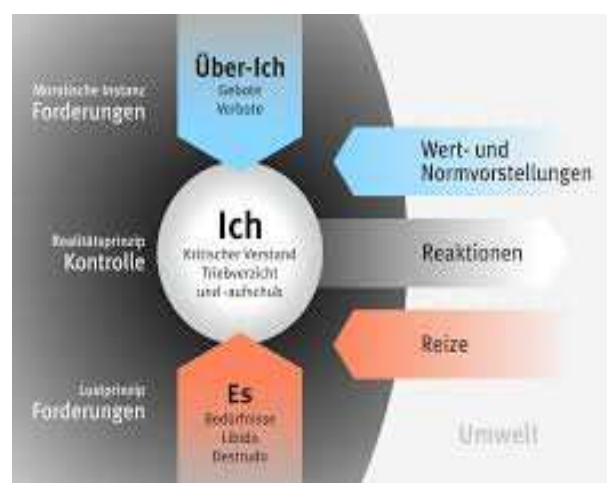 Über-Ich
Gebote
Verbote
Moralische Instanz
Forderungen
Wert- und
Normvorstellungen
Ich
Kritischer Verstand
Triebverzicht
und -aufschub
Realitätsprinzip
Kontrolle
Reaktionen
Reize
Es
Bedürfnisse
Libido
Destrudo
Lustprinzip
Forderungen
Umwelt